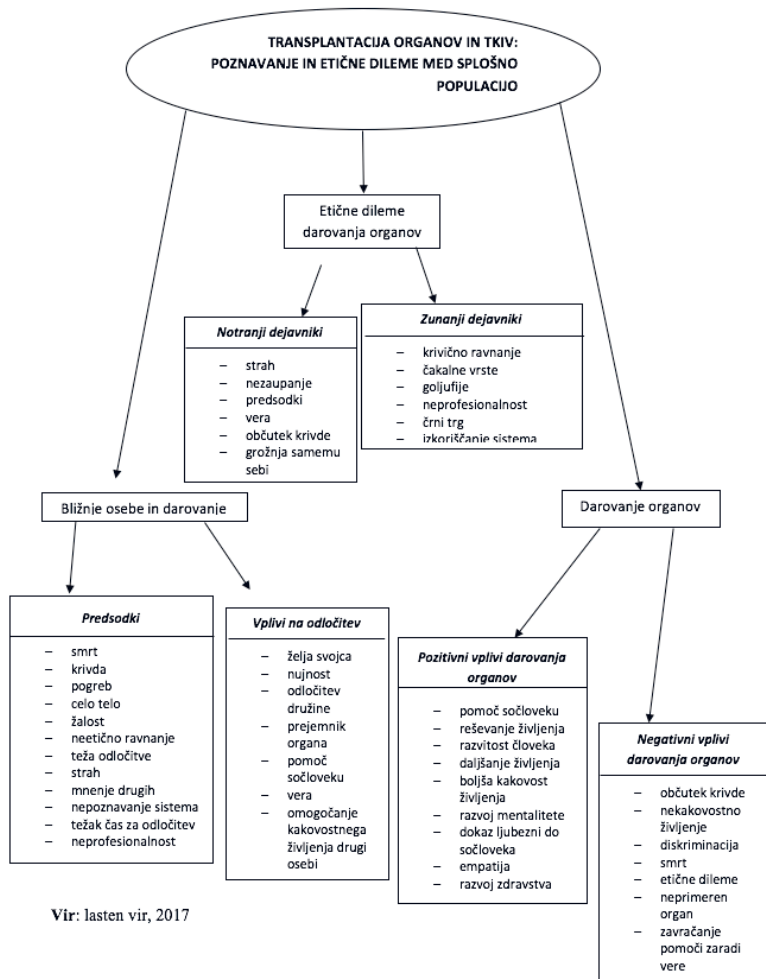 TRANSPLANTACIJA ORGANOV IN TKIV:
POZNAVANJE IN ETIČNE DILEME MED SPLOŠNO
POPULACIJO
Etične dileme
darovanja organov
Notranji dejavniki
– strah
– nezaupanje
– predsodki
– vera
– občutek krivde
– grožnja samemu
sebi
Zunanji dejavniki
– krivično ravnanje
– čakalne vrste
– goljufije
– neprofesionalnost
– črni trg
– izkoriščanje sistema
Bližnje osebe in darovanje
Darovanje organov
Predsodki
– smrt
– krivda
– pogreb
– celo telo
– žalost
– neetično ravnanje
– teža odločitve
– strah
– mnenje drugih
– nepoznavanje sistema
– težak čas za odločitev
– neprofesionalnost
Vplivi na odločitev
– želja svojca
– nujnost
– odločitev
družine
– prejemnik
organa
– pomoč
sočloveku
– vera
– omogočanje
kakovostnega
življenja drugi
osebi
Pozitivni vplivi darovanja
organov
– pomoč sočloveku
– reševanje življenja
– razvitost človeka
– daljšanje življenja
– boljša kakovost
življenja
– razvoj mentalitete
– dokaz ljubezni do
sočloveka
– empatija
– razvoj zdravstva
Negativni vplivi
darovanja organov
– občutek krivde
– nekakovostno
življenje
– diskriminacija
– smrt
– etične dileme
– neprimeren
organ
– zavračanje
pomoči zaradi
vere
Vir: lasten vir, 2017